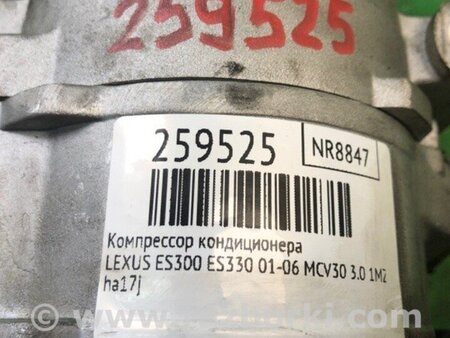 259525
259525
NR8847
Компрессор кондиционера
LEXUS ES300 ES330 01-06 MCV30 3.0 1MZ
ha17j